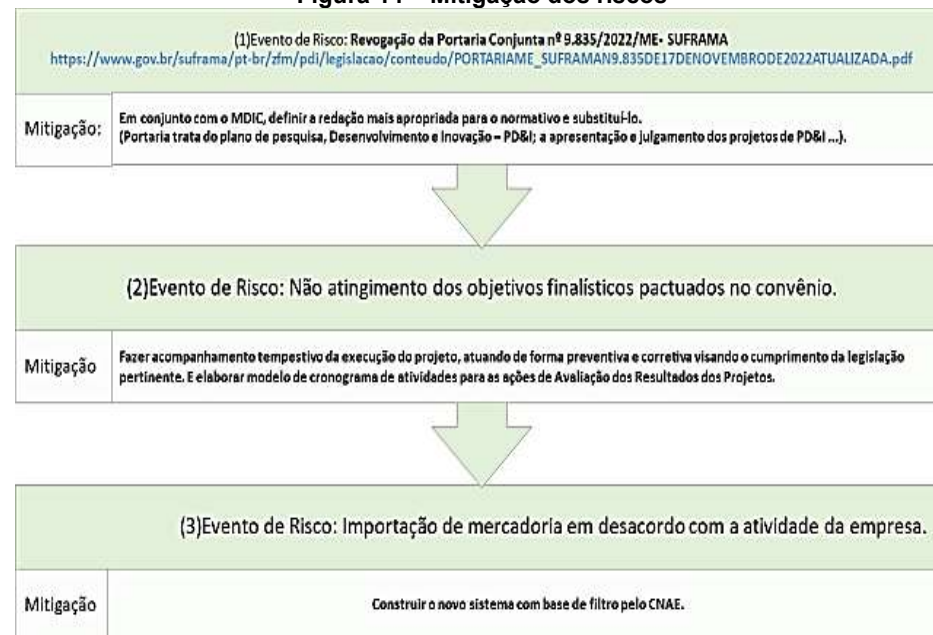 Figura 14 – Mitigação dos riscos
(1)Evento de Risco: Revogação da Portaria Conjunta nº 9.835/2022/ME- SUFRAMA
https://www.gov.br/suframa/pt-br/zfm/pdi/legislacao/conteudo/PORTARIAME_SUFRAMAN9.835DE17DENOVEMBRODE2022ATUALIZADA.pdf
Mitigação:
Em conjunto com o MDIC, definir a redação mais apropriada para o normativo e substituí-lo.
(Portaria trata do plano de pesquisa, Desenvolvimento e Inovação – PD&I; a apresentação e julgamento dos projetos de PD&I ...).
(2)Evento de Risco: Não atingimento dos objetivos finalísticos pactuados no convênio.
Mitigação
Fazer acompanhamento tempestivo da execução do projeto, atuando de forma preventiva e corretiva visando o cumprimento da legislação
pertinente. E elaborar modelo de cronograma de atividades para as ações de Avaliação dos Resultados dos Projetos.
(3)Evento de Risco: Importação de mercadoria em desacordo com a atividade da empresa.
Mitigação
Construir o novo sistema com base de filtro pelo CNAE.